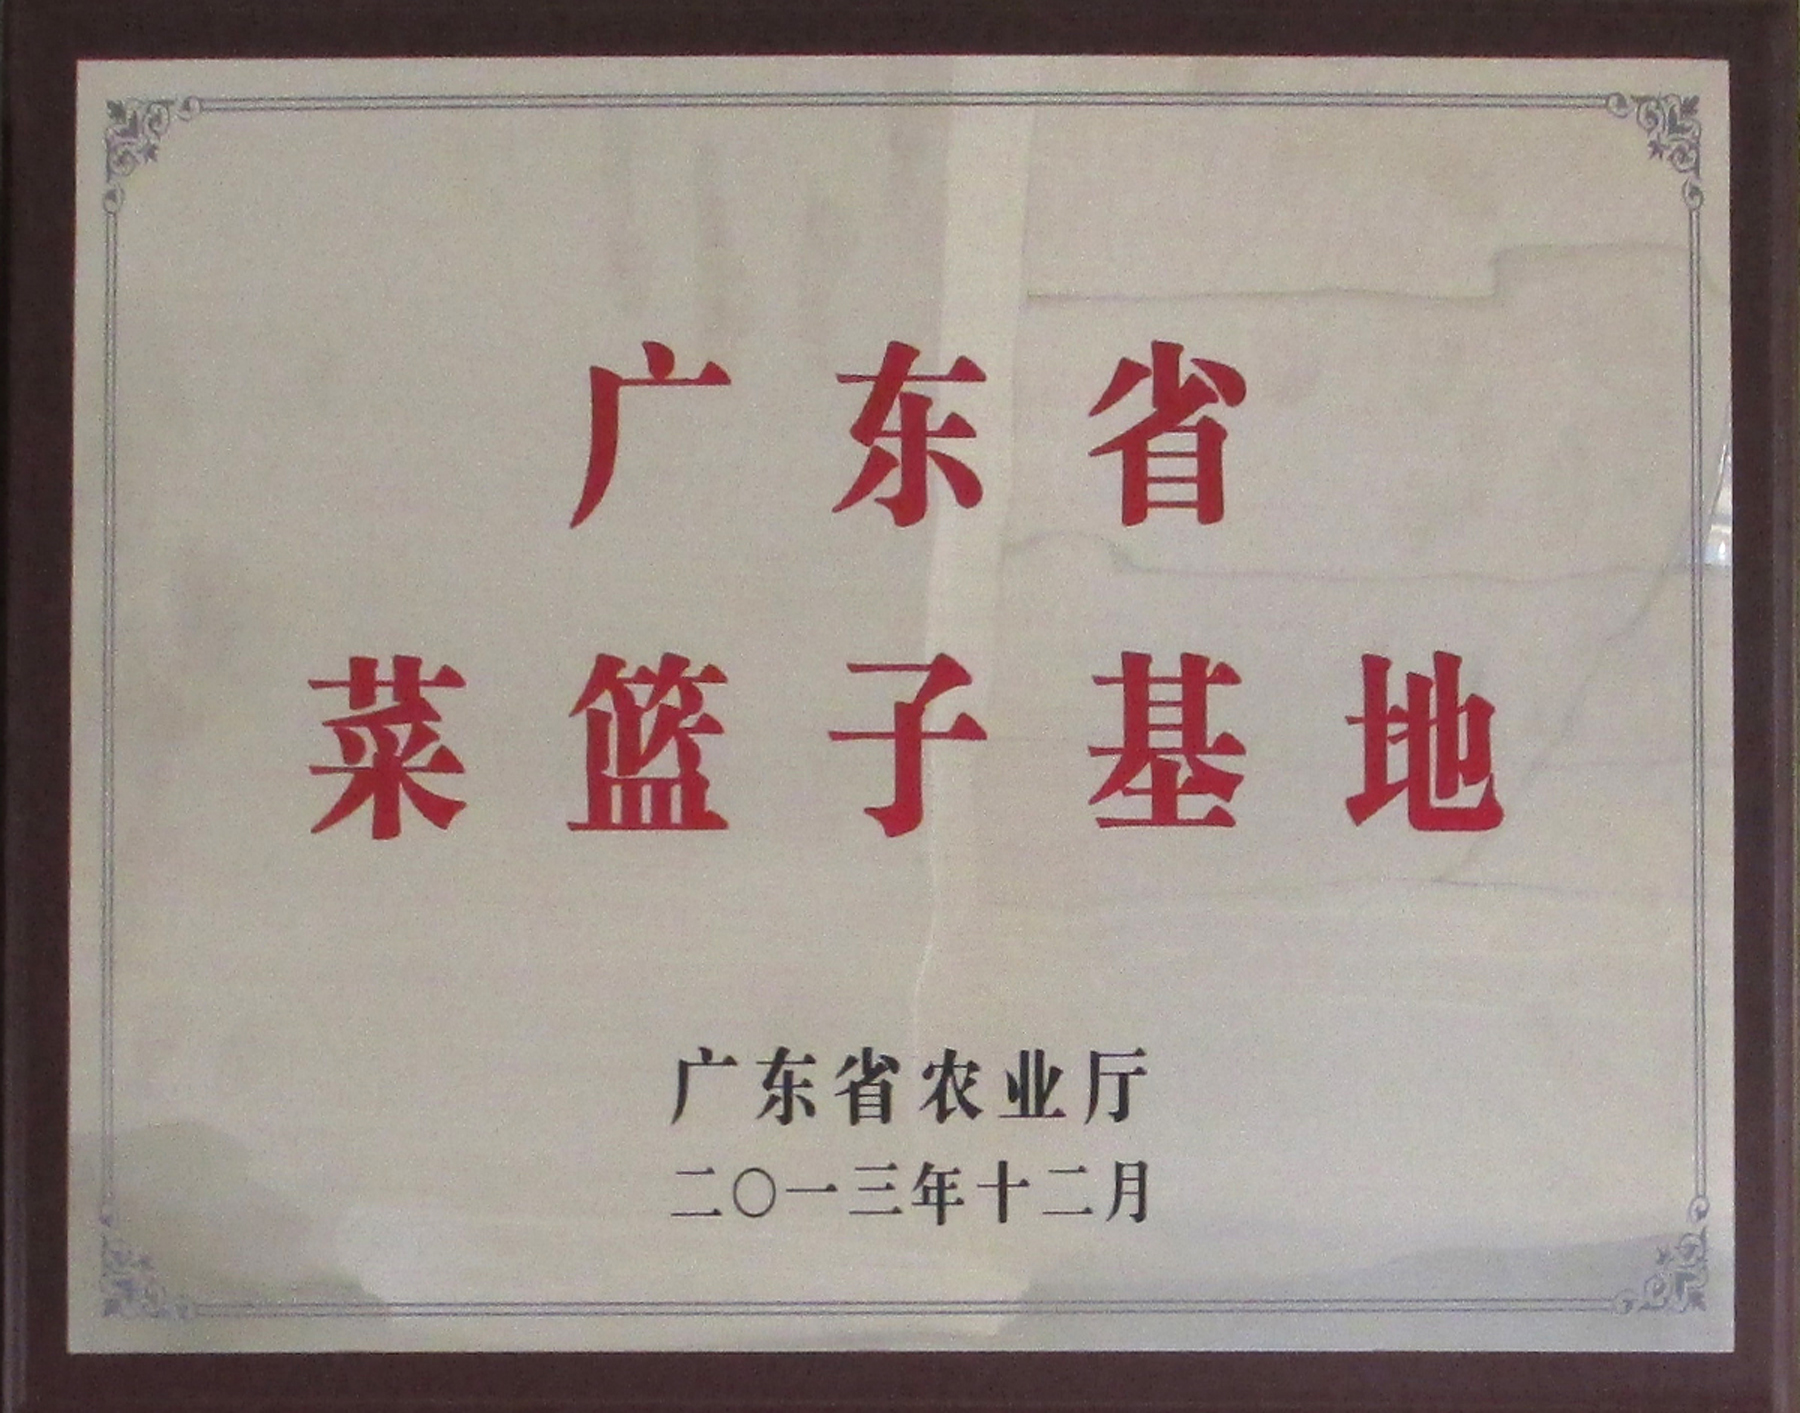 广东省
菜篮子基地
广东省农业厅
二〇一三年十二月